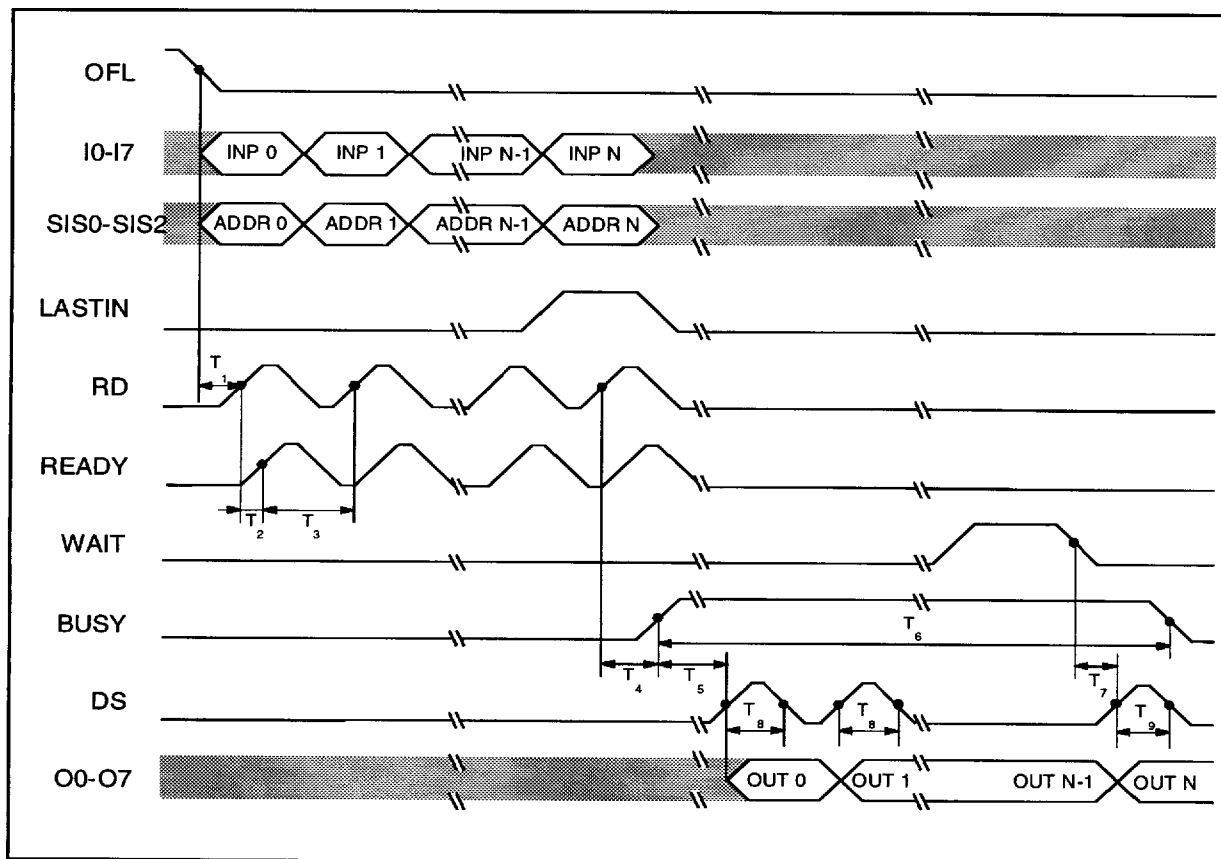 OFL
I0-I7 INP 0 INP 1 INP N-1 INP N
SIS0-SIS2 ADDR 0 ADDR 1 ADDR N-1 ADDR N
LASTIN
T1
RD
READY
T2 T3
WAIT
BUSY T6
T4 T5 T7
DS T8 T8 T9
O0-O7 OUT 0 OUT 1 OUT N-1 OUT N